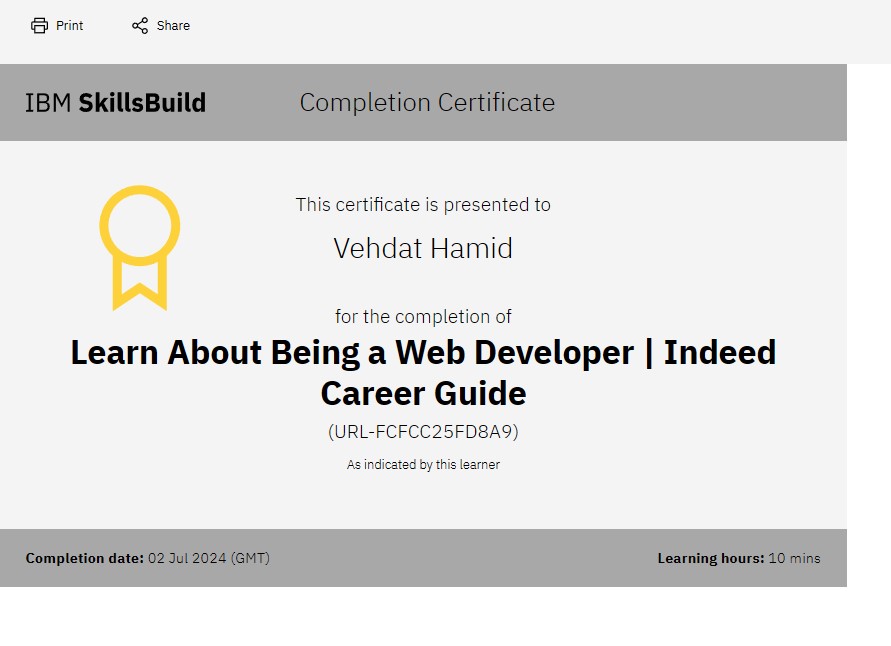 Print Share
IBM SkillsBuild Completion Certificate
This certificate is presented to
Vehdat Hamid
for the completion of
Learn About Being a Web Developer | Indeed
Career Guide
(URL-FCFCC25FD8A9)
As indicated by this learner
Completion date: 02 Jul 2024 (GMT) Learning hours: 10 mins